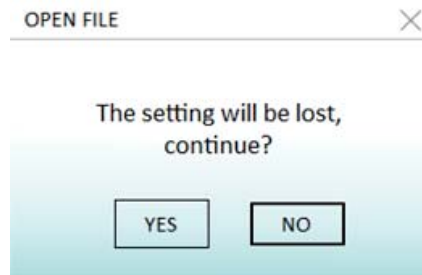 OPEN FILE
The setting will be lost,
continue?
YES NO